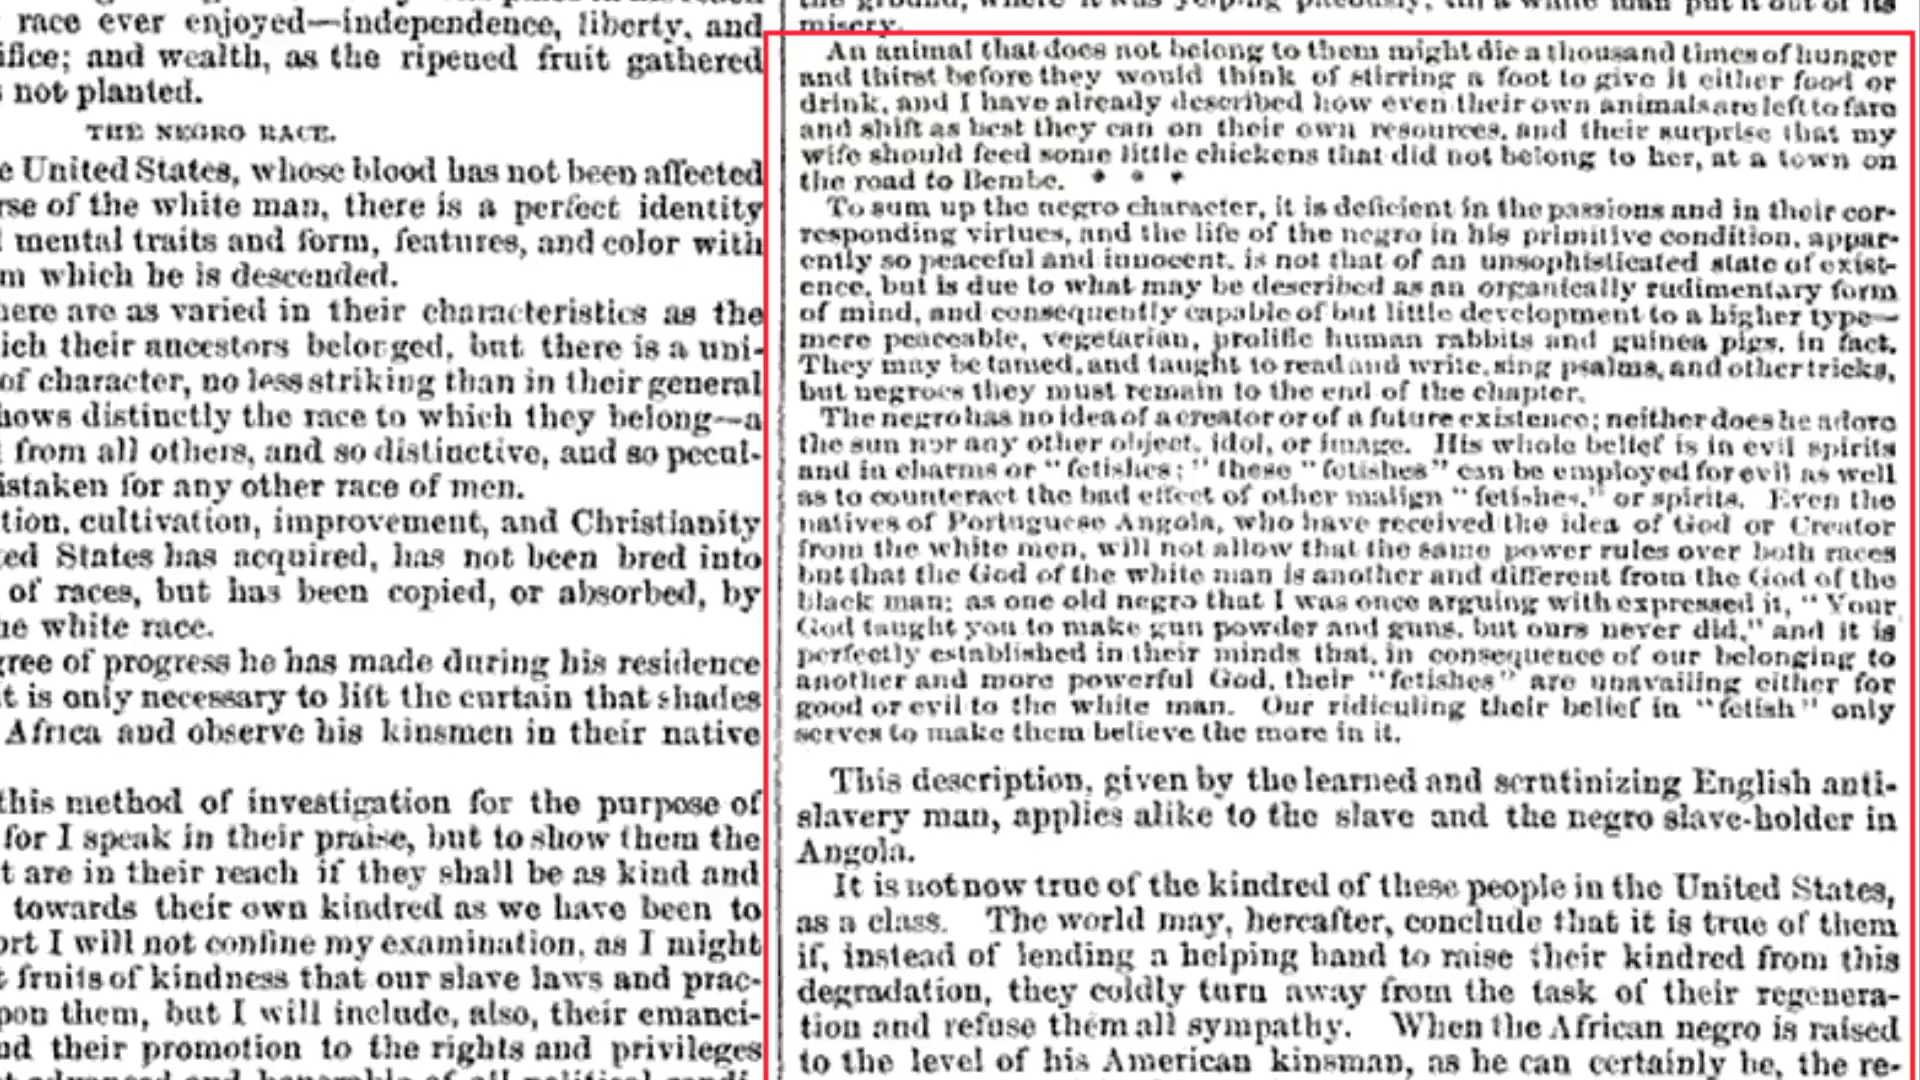 race ever enjoyed—independence, liberty, and
ifice; and wealth, as the ripened fruit gathered
not planted.
THE NEGRO RACE.
e United States, whose blood has not been affected
rse of the white man, there is a perfect identity
mental traits and form, features, and color with
m which he is descended.
here are as varied in their characteristics as the
ich their ancestors belonged, but there is a uni-
of character, no less striking than in their general
hows distinctly the race to which they belong—a
from all others, and so distinctive, and so pecul-
istaken for any other race of men.
tion, cultivation, improvement, and Christianity
ed States has acquired, has not been bred into
of races, but has been copied, or absorbed, by
he white race.
gree of progress he has made during his residence
t is only necessary to lift the curtain that shades
Africa and observe his kinsmen in their native
this method of investigation for the purpose of
for I speak in their praise, but to show them the
t are in their reach if they shall be as kind and
towards their own kindred as we have been to
ort I will not confine my examination, as I might
t fruits of kindness that our slave laws and prac-
pon them, but I will include, also, their emanci-
nd their promotion to the rights and privileges
the ground, where it was yelping piteously, till a white man put it out of its
misery.
An animal that does not belong to them might die a thousand times of hunger
and thirst before they would think of stirring a foot to give it either food or
drink, and I have already described how even their own animals are left to fare
and shift as best they can on their own resources, and their surprise that my
wife should feed some little chickens that did not belong to her, at a town on
the road to Bembe. * * *
To sum up the negro character, it is deficient in the passions and in their cor-
responding virtues, and the life of the negro in his primitive condition, appar-
ently so peaceful and innocent, is not that of an unsophisticated state of exist-
ence, but is due to what may be described as an organically rudimentary form
of mind, and consequently capable of but little development to a higher type—
mere peaceable, vegetarian, prolific human rabbits and guinea pigs, in fact.
They may be tamed, and taught to read and write, sing psalms, and other tricks,
but negroes they must remain to the end of the chapter.
The negro has no idea of a creator or of a future existence; neither does he adore
the sun nor any other object, idol, or image. His whole belief is in evil spirits
and in charms or "fetishes;" these "fetishes" can be employed for evil as well
as to counteract the bad effect of other malign "fetishes," or spirits. Even the
natives of Portuguese Angola, who have received the idea of God or Creator
from the white men, will not allow that the same power rules over both races
but that the God of the white man is another and different from the God of the
black man; as one old negro that I was once arguing with expressed it, "Your
God taught you to make gun powder and guns, but ours never did," and it is
perfectly established in their minds that, in consequence of our belonging to
another and more powerful God, their "fetishes" are unavailing either for
good or evil to the white man. Our ridiculing their belief in "fetish" only
serves to make them believe the more in it.
This description, given by the learned and scrutinizing English anti-
slavery man, applies alike to the slave and the negro slave-holder in
Angola.
It is not now true of the kindred of these people in the United States,
as a class. The world may, hereafter, conclude that it is true of them
if, instead of lending a helping hand to raise their kindred from this
degradation, they coldly turn away from the task of their regenera-
tion and refuse them all sympathy. When the African negro is raised
to the level of his American kinsman, as he can certainly be, the re-